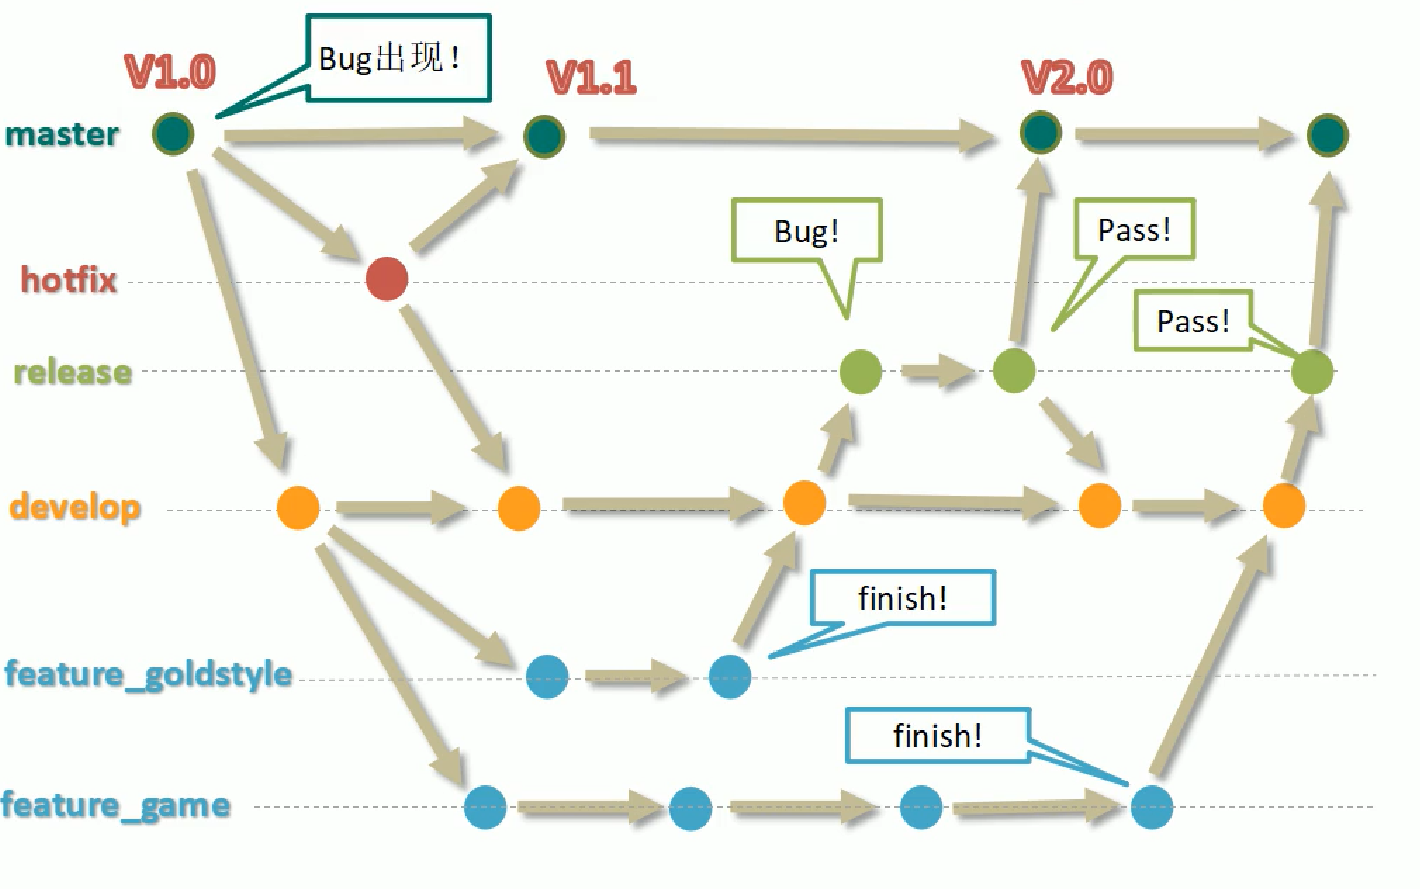 Bug出现！
V1.0
V1.1
V2.0
master
Bug!
Pass!
hotfix
Pass!
release
develop
finish!
feature_goldstyle
finish!
feature_game